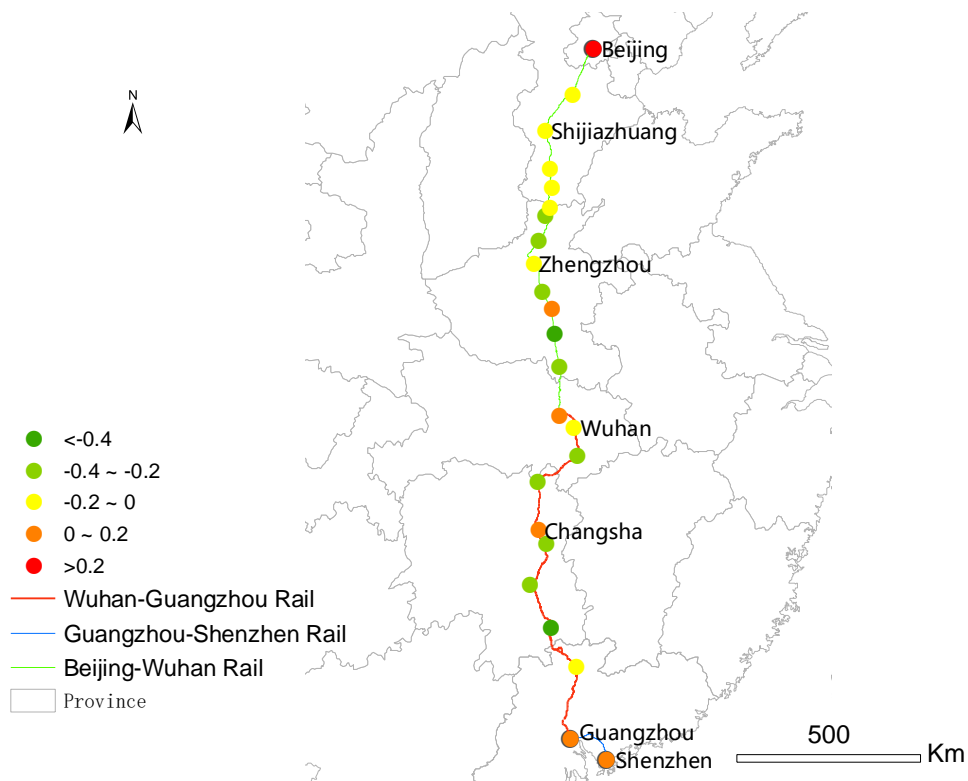 Beijing
N
Shijiazhuang
Zhengzhou
Wuhan
<-0.4
-0.4 ~ -0.2
-0.2 ~ 0
0 ~ 0.2
>0.2
Changsha
Wuhan-Guangzhou Rail
Guangzhou-Shenzhen Rail
Beijing-Wuhan Rail
Province
Guangzhou
Shenzhen
500
Km